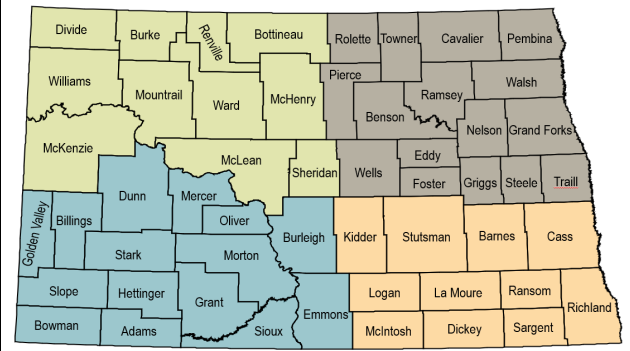 Divide
Burke
Renville
Bottineau
Rolette
Towner
Cavalier
Pembina
Williams
Mountrail
Ward
McHenry
Pierce
Benson
Ramsey
Walsh
Nelson
Grand Forks
McKenzie
McLean
Sheridan
Wells
Eddy
Foster
Griggs
Steele
Traill
Golden Valley
Billings
Dunn
Mercer
Oliver
Burleigh
Kidder
Stutsman
Barnes
Cass
Stark
Morton
Slope
Hettinger
Grant
Emmons
Logan
La Moure
Ransom
Richland
Bowman
Adams
Sioux
McIntosh
Dickey
Sargent